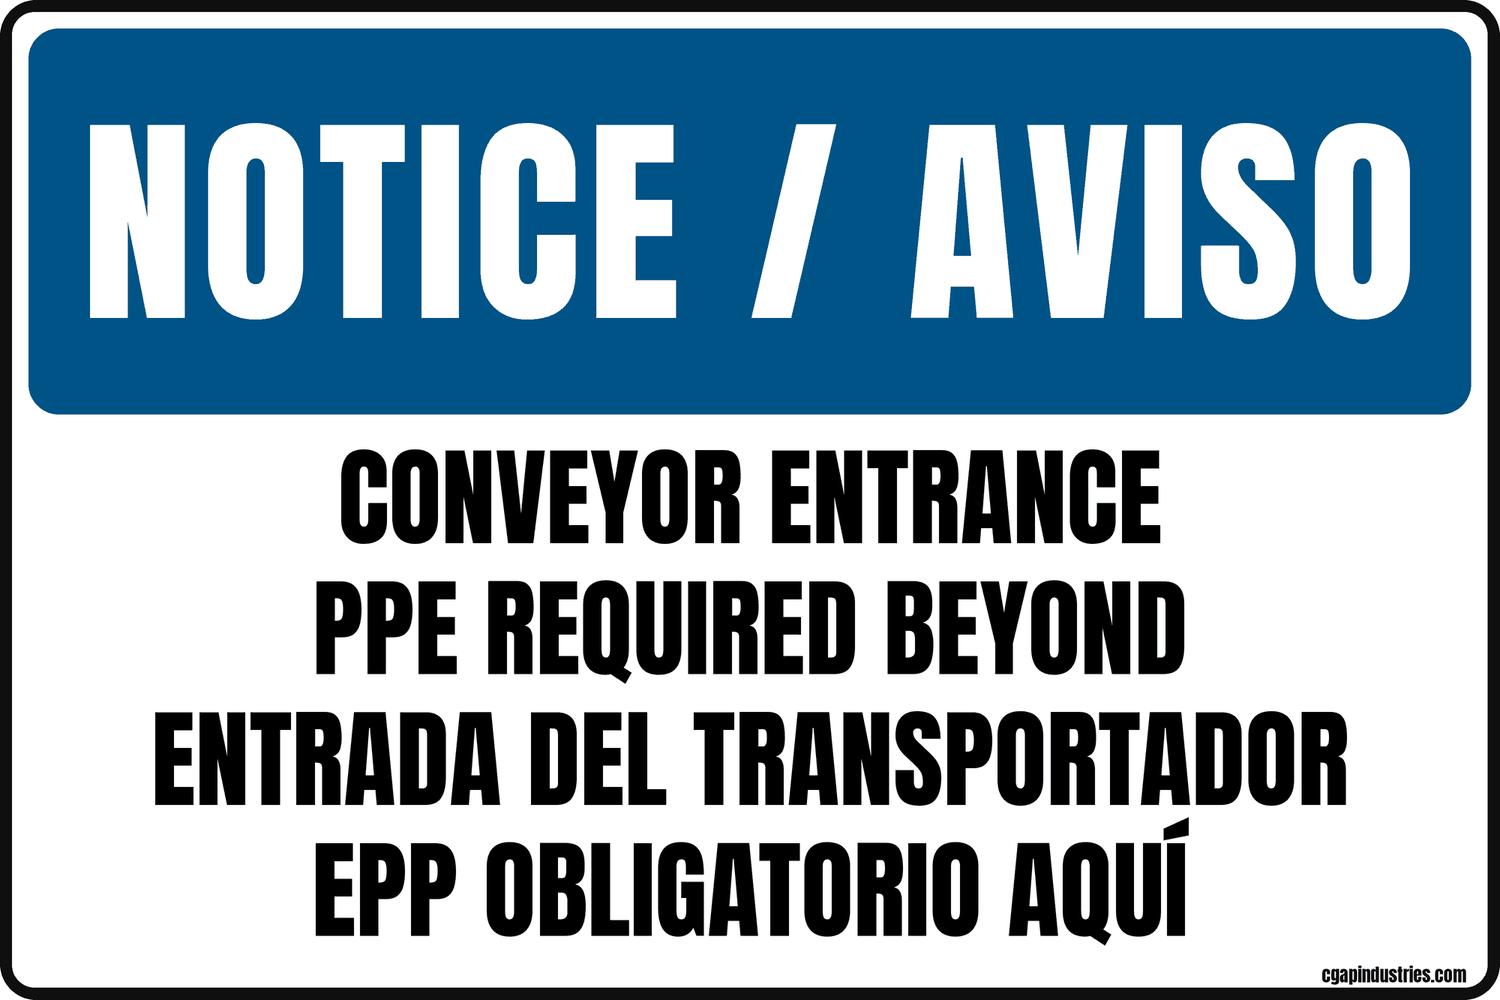 NOTICE / AVISO
CONVEYOR ENTRANCE
PPE REQUIRED BEYOND
ENTRADA DEL TRANSPORTADOR
EPP OBLIGATORIO AQUÍ
cgapindustries.com